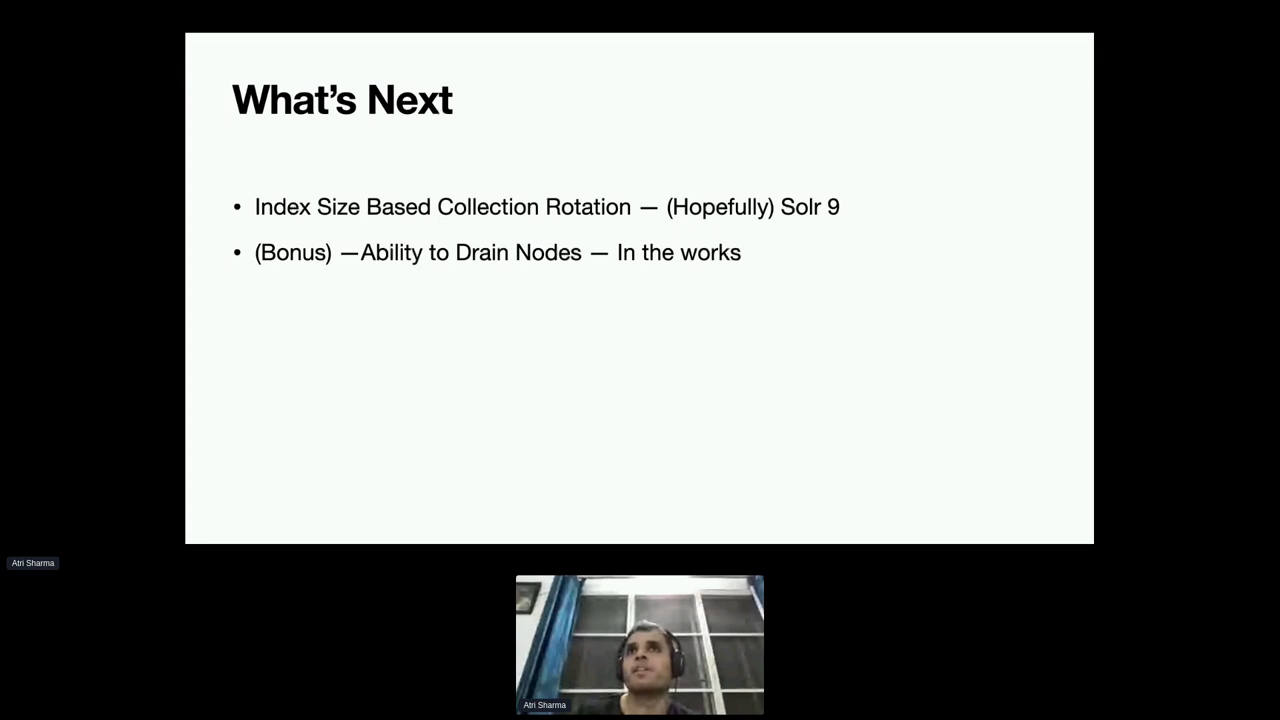 What’s Next
• Index Size Based Collection Rotation — (Hopefully) Solr 9
• (Bonus) —Ability to Drain Nodes — In the works
Atri Sharma
Atri Sharma